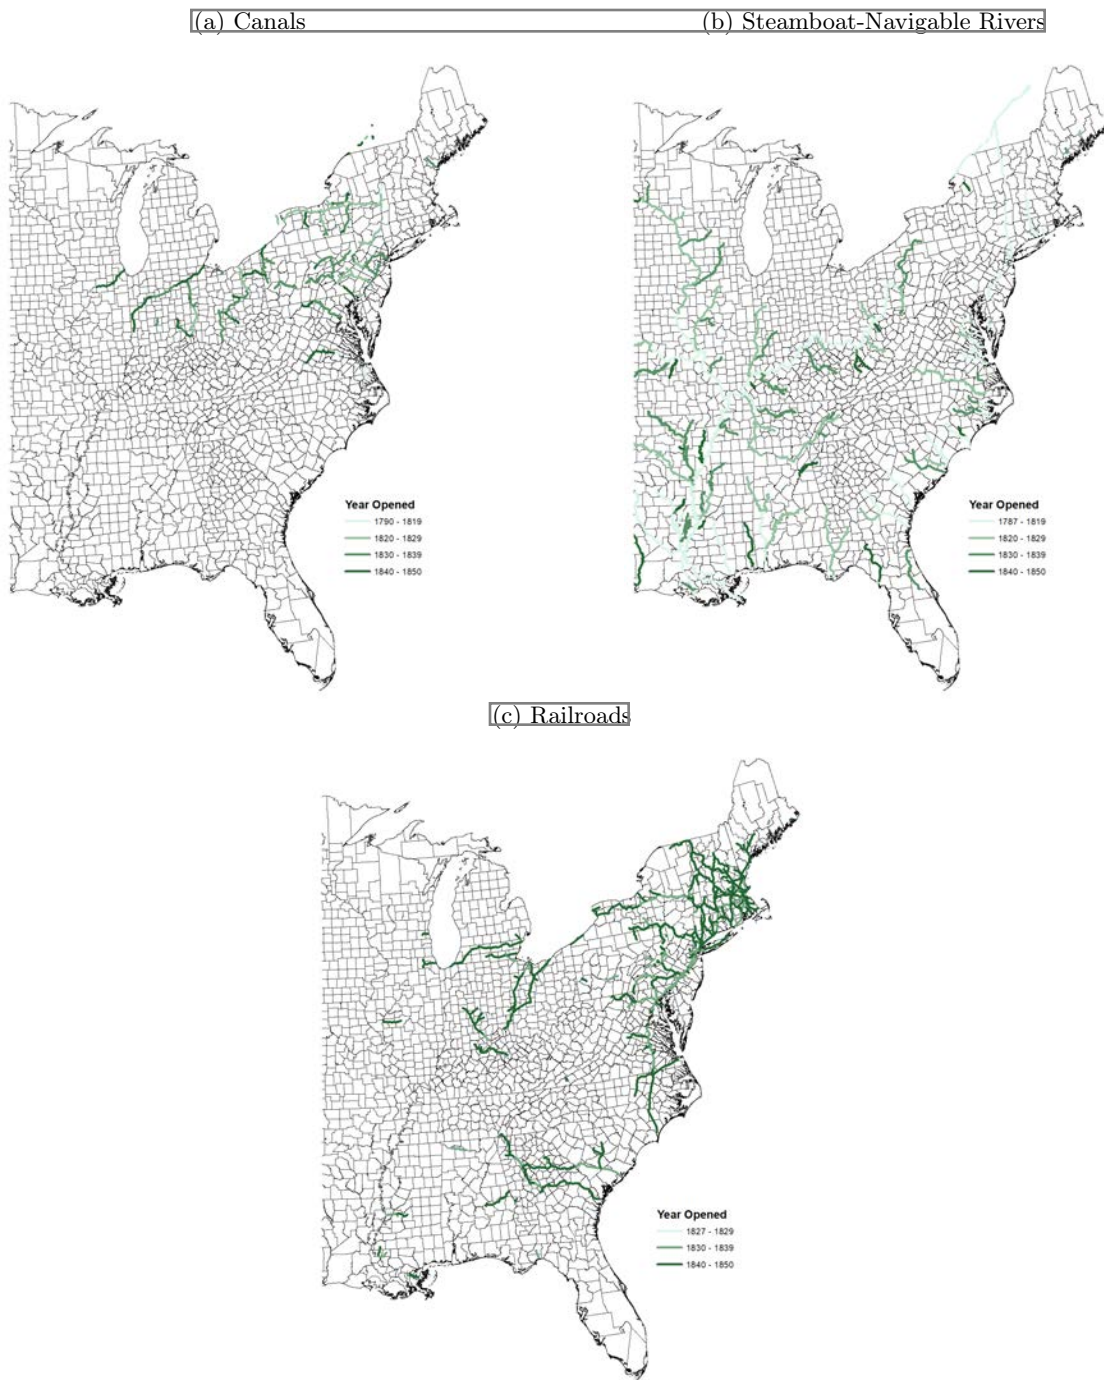 (a) Canals
(b) Steamboat-Navigable Rivers
Year Opened
1790 - 1819
1820 - 1829
1830 - 1839
1840 - 1850
Year Opened
1787 - 1819
1820 - 1829
1830 - 1839
1840 - 1850
(c) Railroads
Year Opened
1827 - 1829
1830 - 1839
1840 - 1850